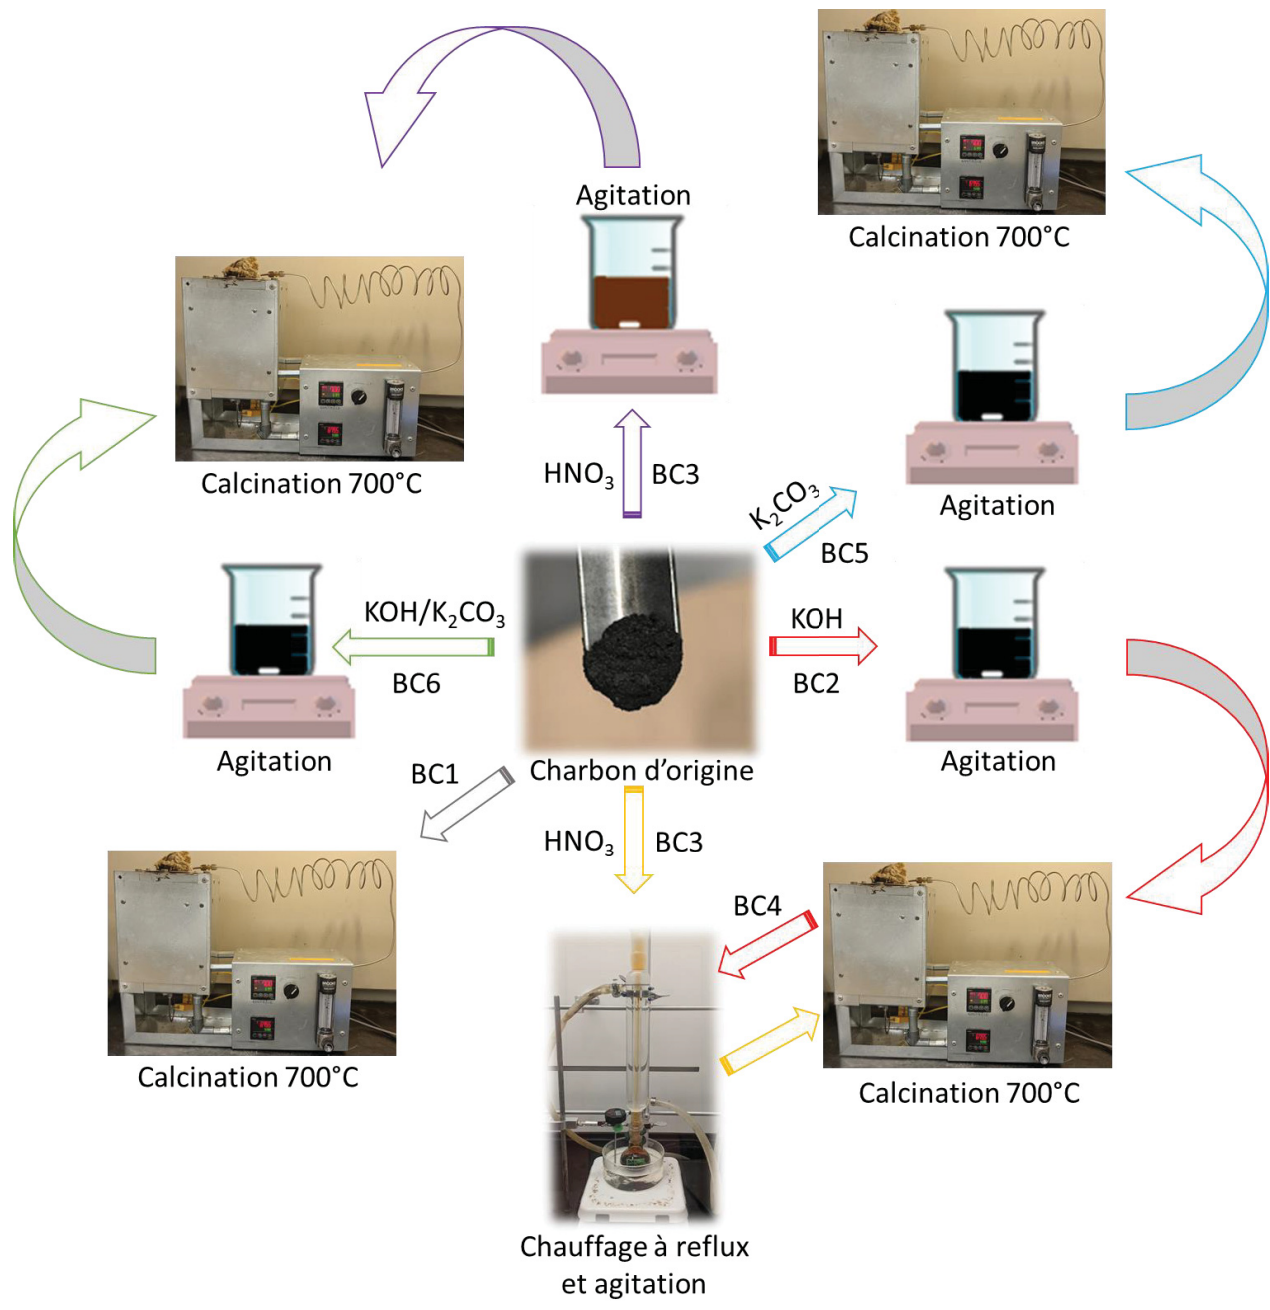 Agitation
Calcination 700°C
Calcination 700°C
HNO₃
BC3
K₂CO₃
BC5
Agitation
KOH/K₂CO₃
BC6
KOH
BC2
Agitation
Agitation
BC1
Charbon d’origine
HNO₃
BC3
BC4
Calcination 700°C
Calcination 700°C
Chauffage à reflux
et agitation